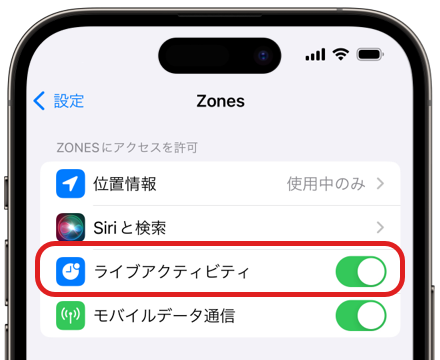 設定
Zones
ZONESにアクセスを許可
位置情報
使用中のみ
Siriと検索
ライブアクティビティ
モバイルデータ通信